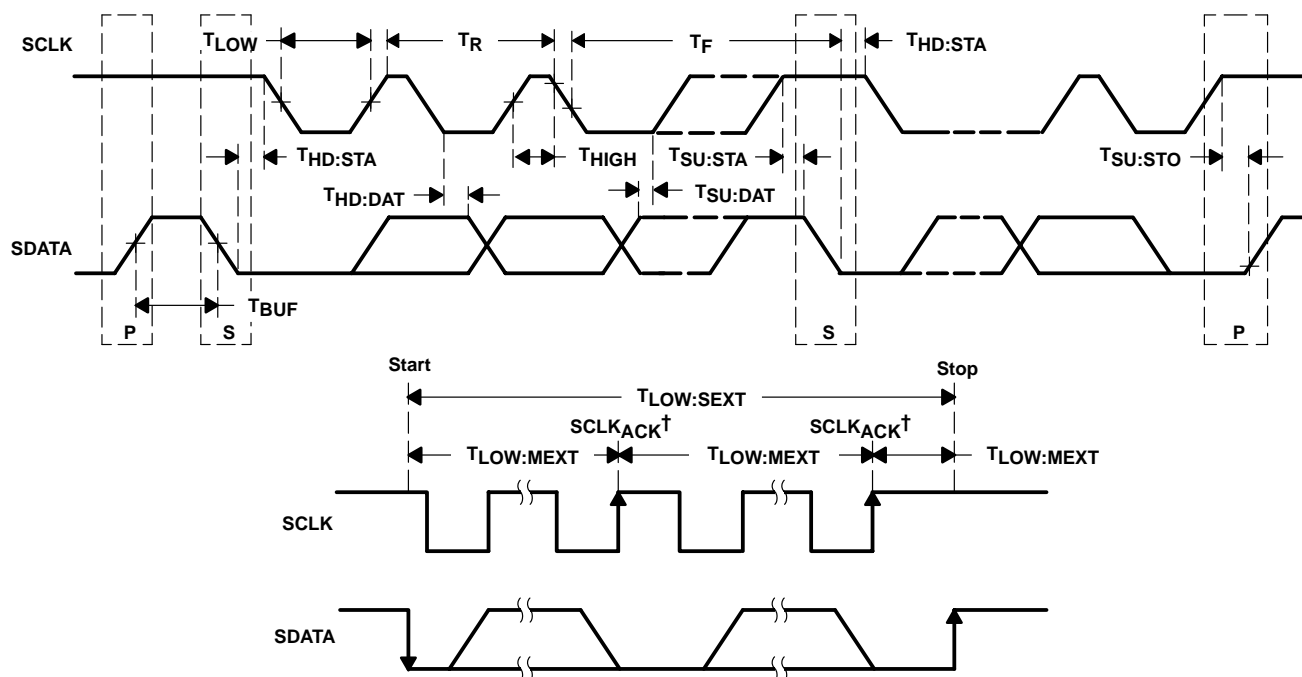 SCLK
TLOW
TR
TF
THD:STA
THD:STA
THIGH
TSU:STA
TSU:STO
THD:DAT
TSU:DAT
SDATA
TBUF
P
S
S
P
Start
Stop
TLOW:SEXT
SCLKACK†
SCLKACK†
TLOW:MEXT
TLOW:MEXT
TLOW:MEXT
SCLK
SDATA